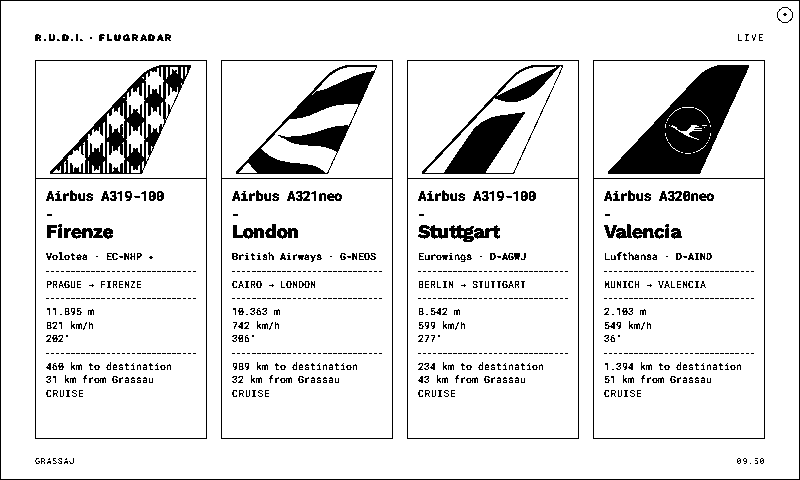 R.U.D.I. · FLUGRADAR
LIVE
Airbus A319-100
–
Firenze
Volotea · EC-NHP ✦
PRAGUE → FIRENZE
11.895 m
821 km/h
202°
460 km to destination
31 km from Grassau
CRUISE
Airbus A321neo
–
London
British Airways · G-NEOS
CAIRO → LONDON
10.363 m
742 km/h
306°
989 km to destination
32 km from Grassau
CRUISE
Airbus A319-100
–
Stuttgart
Eurowings · D-AGWJ
BERLIN → STUTTGART
8.542 m
599 km/h
277°
234 km to destination
43 km from Grassau
CRUISE
Airbus A320neo
–
Valencia
Lufthansa · D-AIND
MUNICH → VALENCIA
2.103 m
549 km/h
36°
1.394 km to destination
51 km from Grassau
CRUISE
GRASSAU
09.50